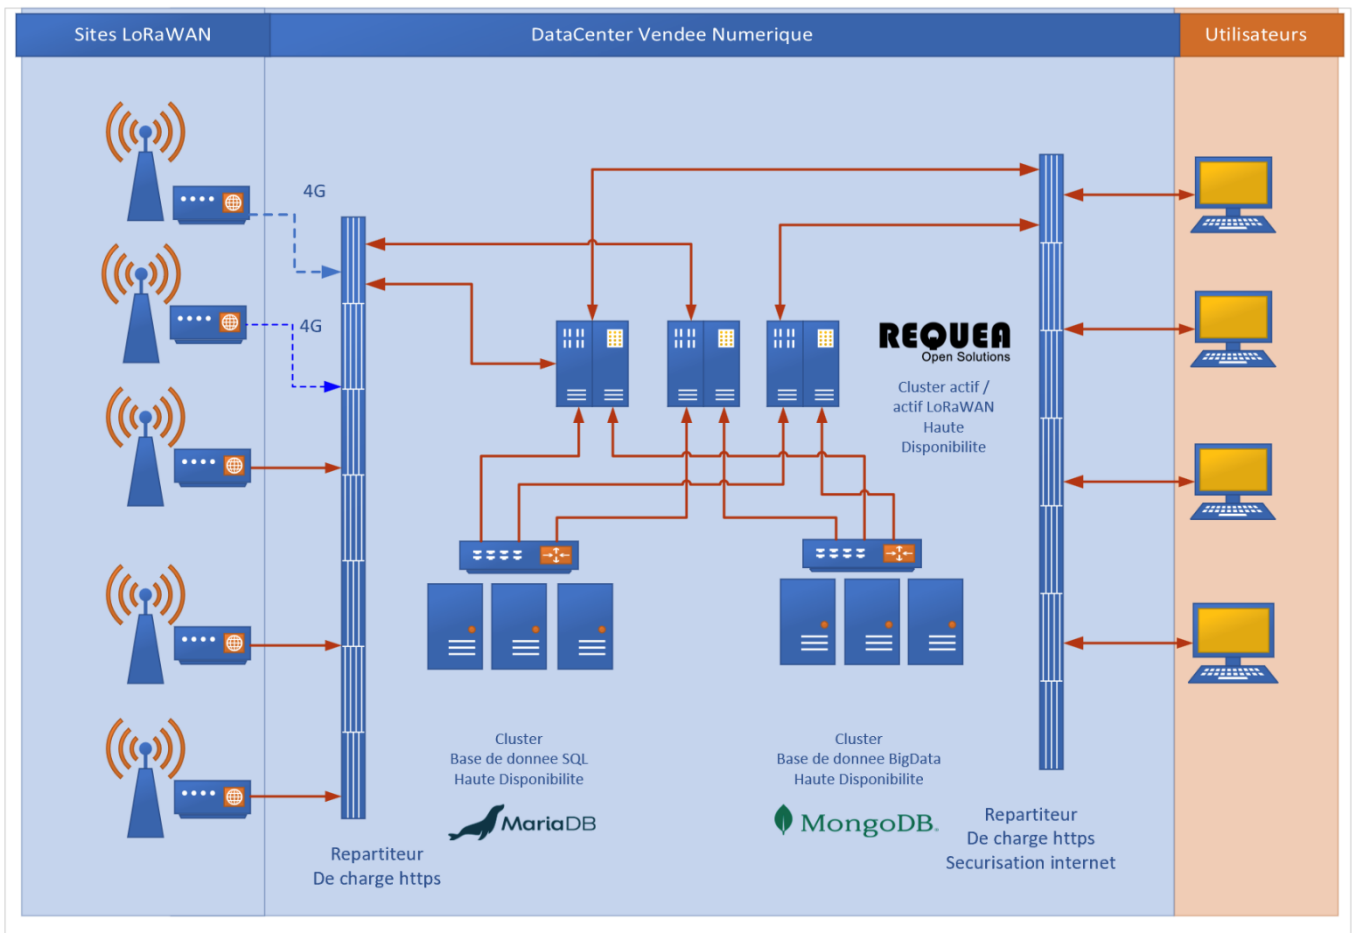 Sites LoRaWAN
DataCenter Vendee Numerique
Utilisateurs
4G
4G
REQUEA
Open Solutions
Cluster actif /
actif LoRaWAN
Haute
Disponibilite
Cluster
Base de donnee SQL
Haute Disponibilite
MariaDB
Cluster
Base de donnee BigData
Haute Disponibilite
MongoDB.
Repartiteur
De charge https
Repartiteur
De charge https
Securisation internet